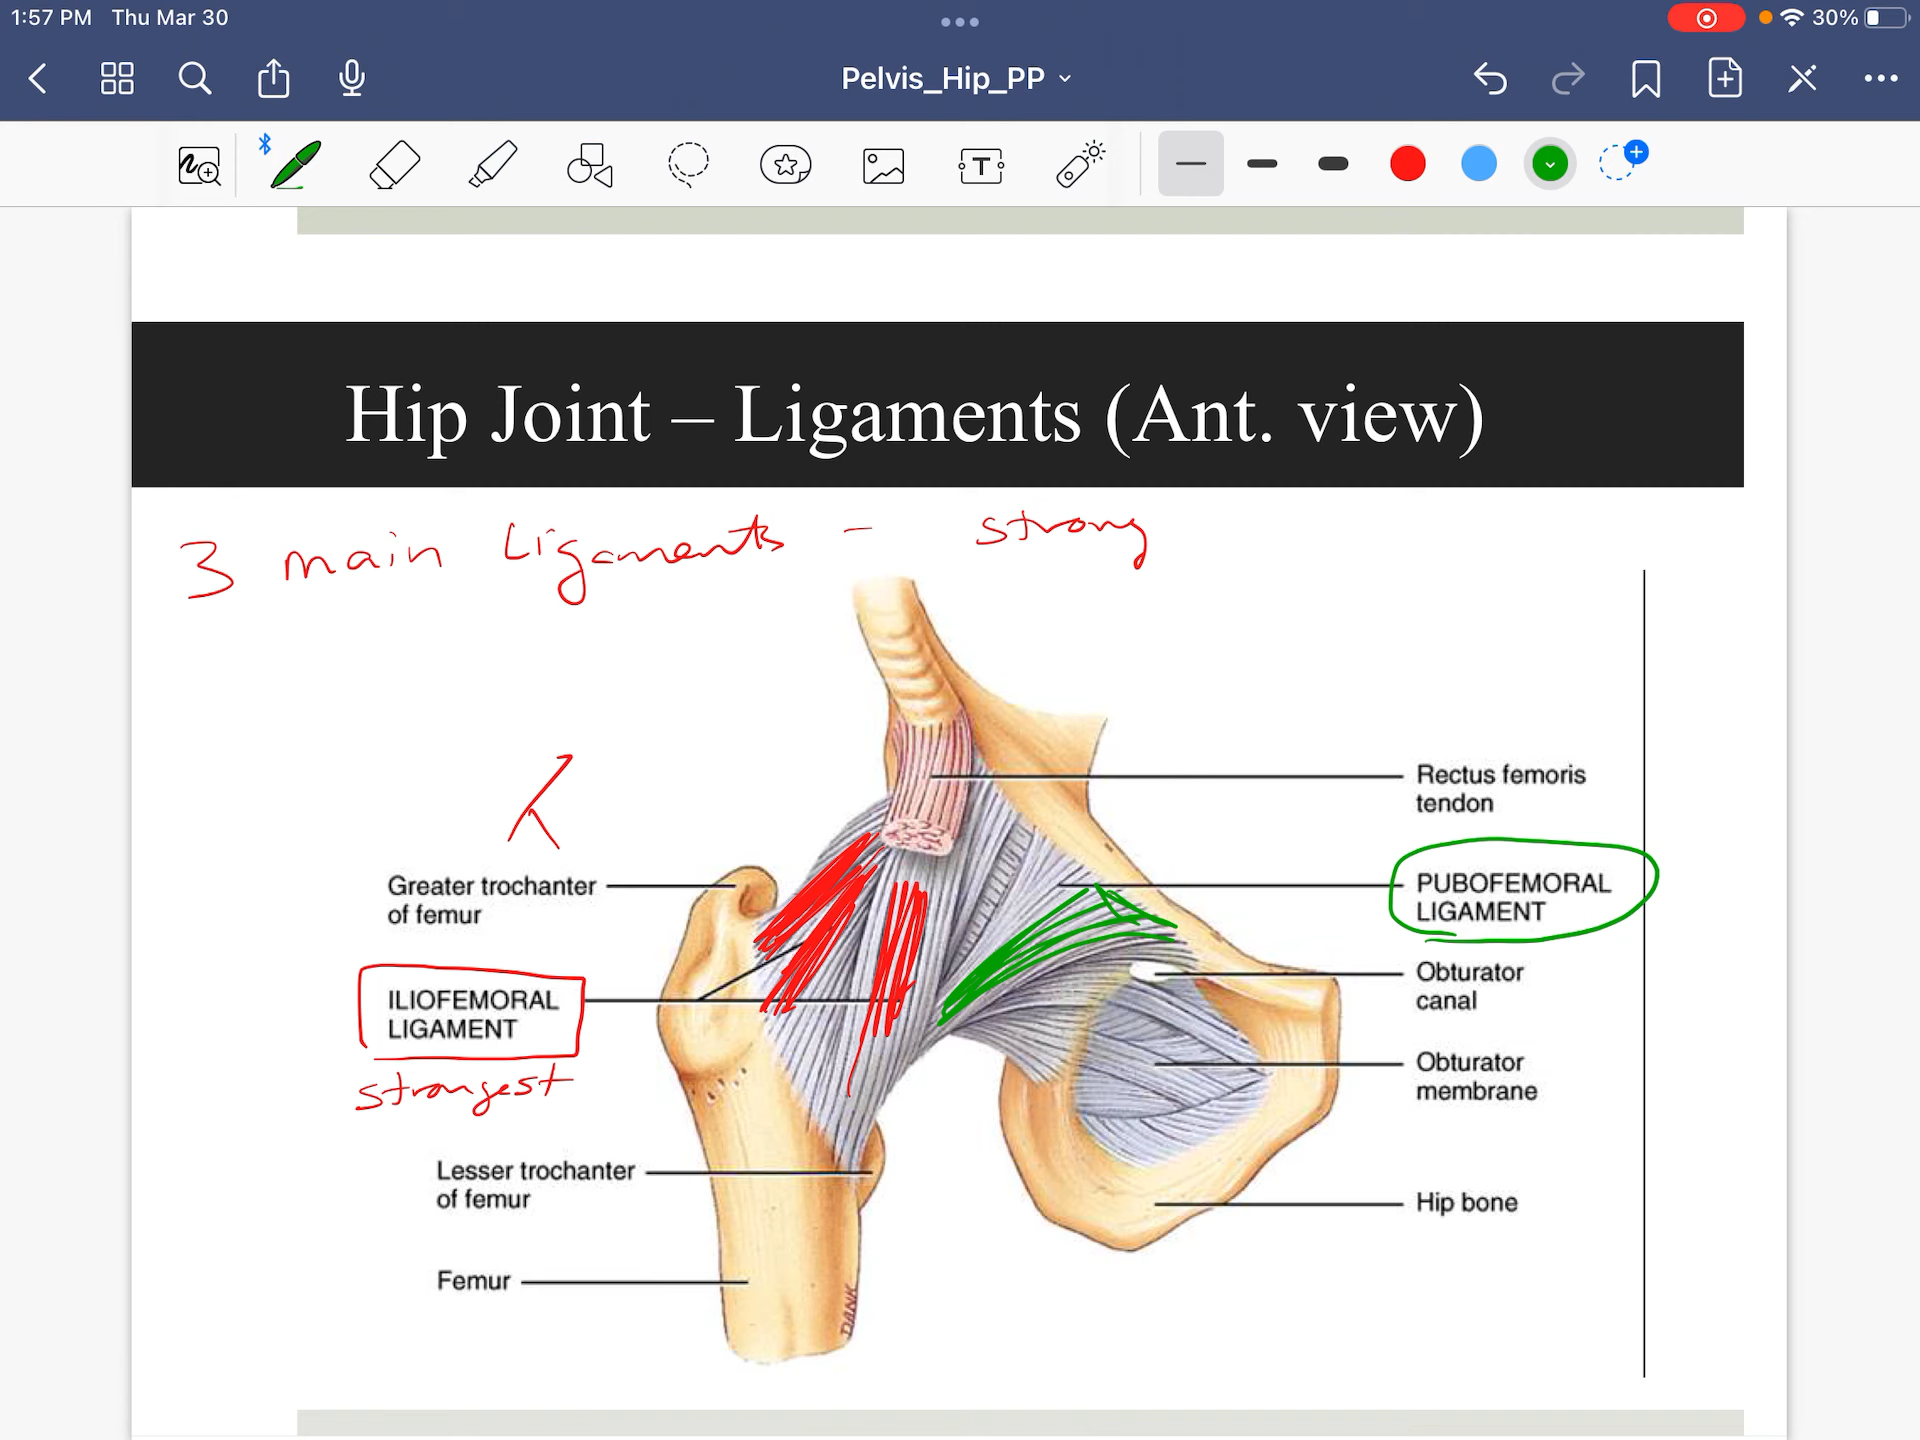 1:57 PM Thu Mar 30
30%
Pelvis_Hip_PP
T
Hip Joint – Ligaments (Ant. view)
3 main Ligaments - strong
Rectus femoris
tendon
Greater trochanter
of femur
PUBOFEMORAL
LIGAMENT
ILIOFEMORAL
LIGAMENT
strongest
Obturator
canal
Obturator
membrane
Lesser trochanter
of femur
Hip bone
Femur
DANK